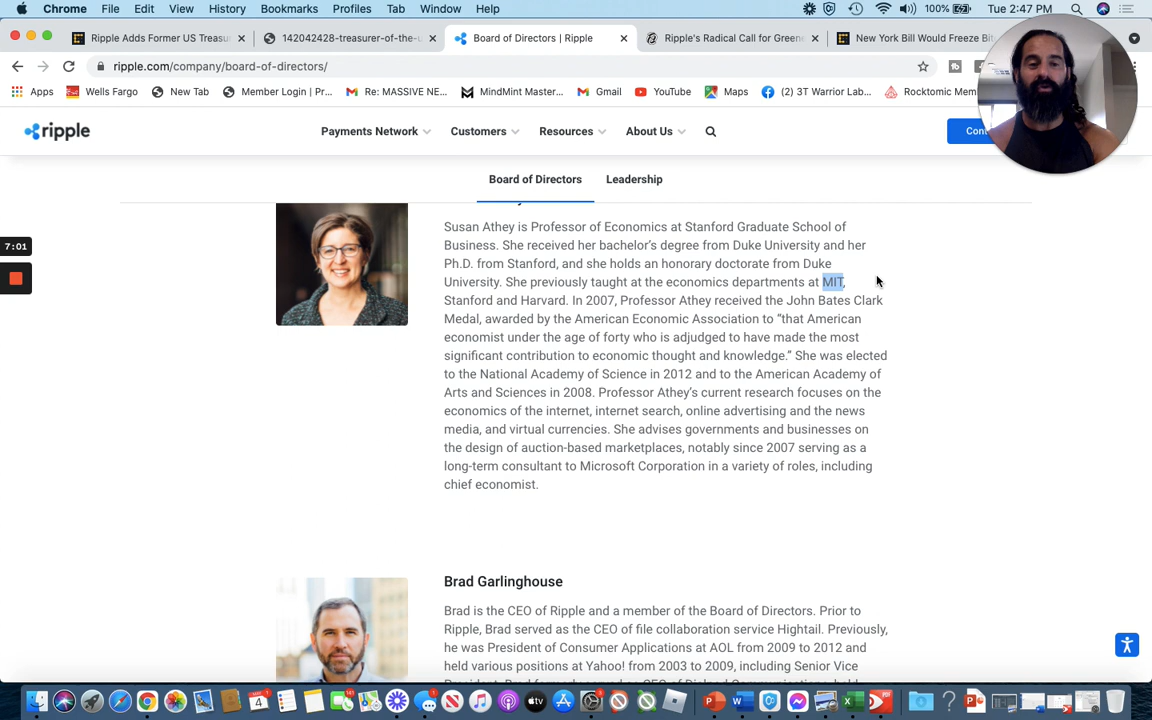 Chrome File Edit View History Bookmarks Profiles Tab Window Help 100% Tue 2:47 PM
Ripple Adds Former US Treasu
142042428-treasurer-of-the-u
Board of Directors | Ripple
Ripple's Radical Call for Greene
New York Bill Would Freeze Bit
ripple.com/company/board-of-directors/
Apps Wells Fargo New Tab Member Login | Pr... Re: MASSIVE NE... MindMint Master... Gmail YouTube Maps (2) 3T Warrior Lab... Rocktomic Mem
ripple Payments Network Customers Resources About Us Cont
Board of Directors Leadership
7:01
Susan Athey is Professor of Economics at Stanford Graduate School of
Business. She received her bachelor's degree from Duke University and her
Ph.D. from Stanford, and she holds an honorary doctorate from Duke
University. She previously taught at the economics departments at MIT,
Stanford and Harvard. In 2007, Professor Athey received the John Bates Clark
Medal, awarded by the American Economic Association to “that American
economist under the age of forty who is adjudged to have made the most
significant contribution to economic thought and knowledge.” She was elected
to the National Academy of Science in 2012 and to the American Academy of
Arts and Sciences in 2008. Professor Athey's current research focuses on the
economics of the internet, internet search, online advertising and the news
media, and virtual currencies. She advises governments and businesses on
the design of auction-based marketplaces, notably since 2007 serving as a
long-term consultant to Microsoft Corporation in a variety of roles, including
chief economist.
Brad Garlinghouse
Brad is the CEO of Ripple and a member of the Board of Directors. Prior to
Ripple, Brad served as the CEO of file collaboration service Hightail. Previously,
he was President of Consumer Applications at AOL from 2009 to 2012 and
held various positions at Yahoo! from 2003 to 2009, including Senior Vice